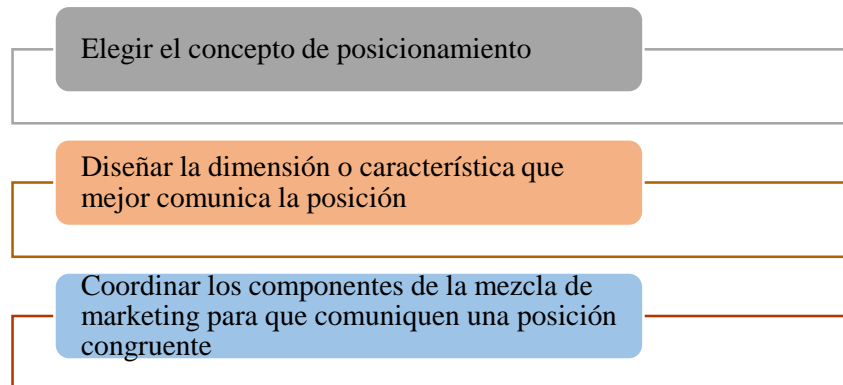 Elegir el concepto de posicionamiento
Diseñar la dimensión o característica que
mejor comunica la posición
Coordinar los componentes de la mezcla de
marketing para que comuniquen una posición
congruente